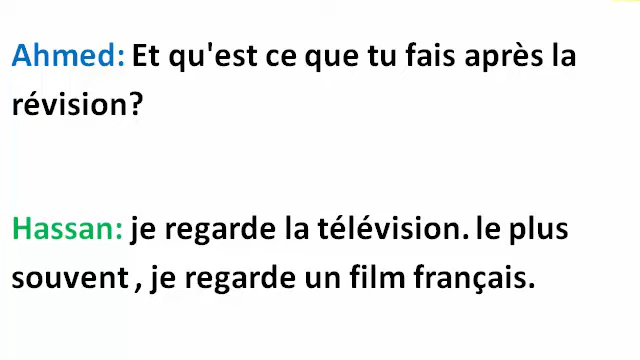 Ahmed: Et qu'est ce que tu fais après la
révision?
Hassan: je regarde la télévision. le plus
souvent , je regarde un film français.